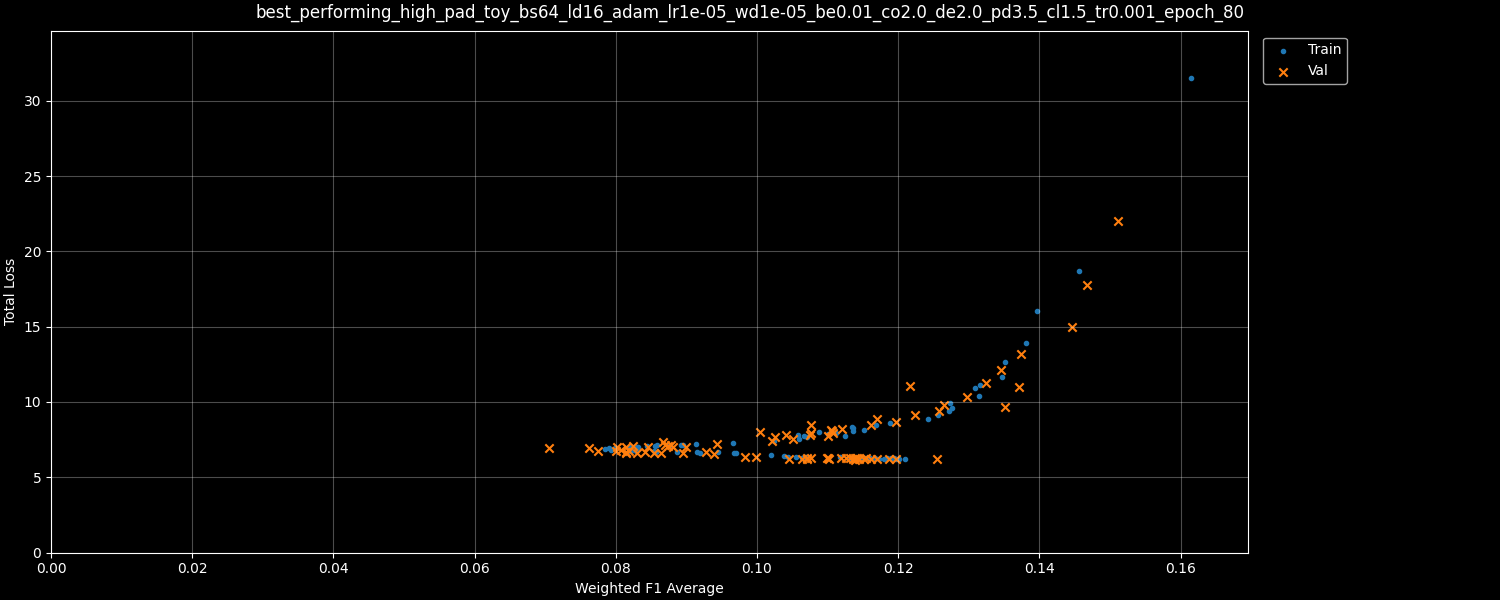 best_performing_high_pad_toy_bs64_ld16_adam_lr1e-05_wd1e-05_be0.01_co2.0_de2.0_pd3.5_cl1.5_tr0.001_epoch_80
Train
Val
30
25
20
15
10
5
0
Total Loss
0.00 0.02 0.04 0.06 0.08 0.10 0.12 0.14 0.16
Weighted F1 Average